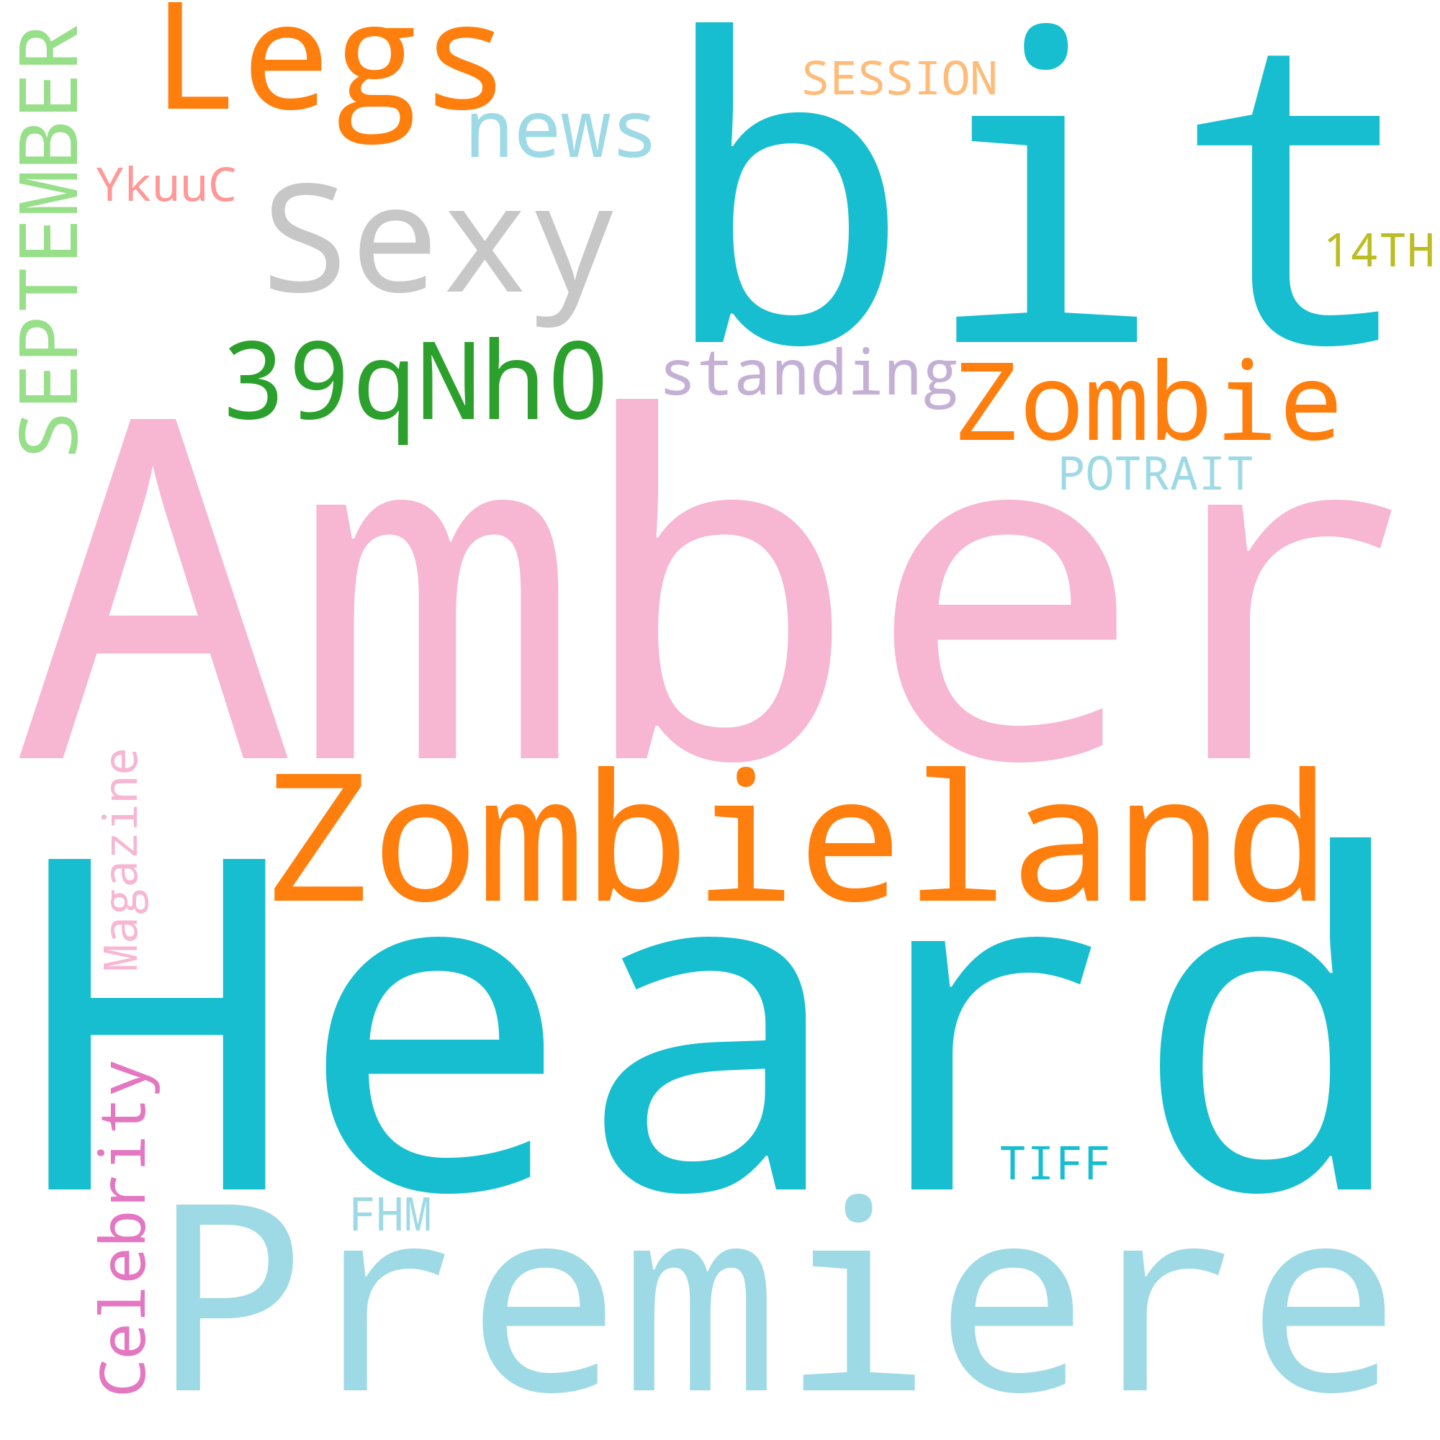 Legs
bit
SEPTEMBER
SESSION
news
YkuuC
Sexy
14TH
39qNh0
standing
Zombie
POTRAIT
Amber
Magazine
Zombieland
Heard
Celebrity
TIFF
FHM
Premiere